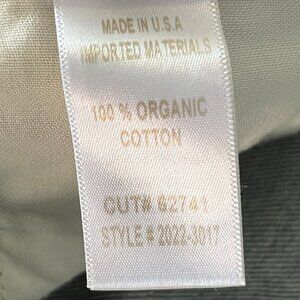 MADE IN U.S.A
IMPORTED MATERIALS
100 % ORGANIC
COTTON
CUT# 62741
STYLE # 2022-3017